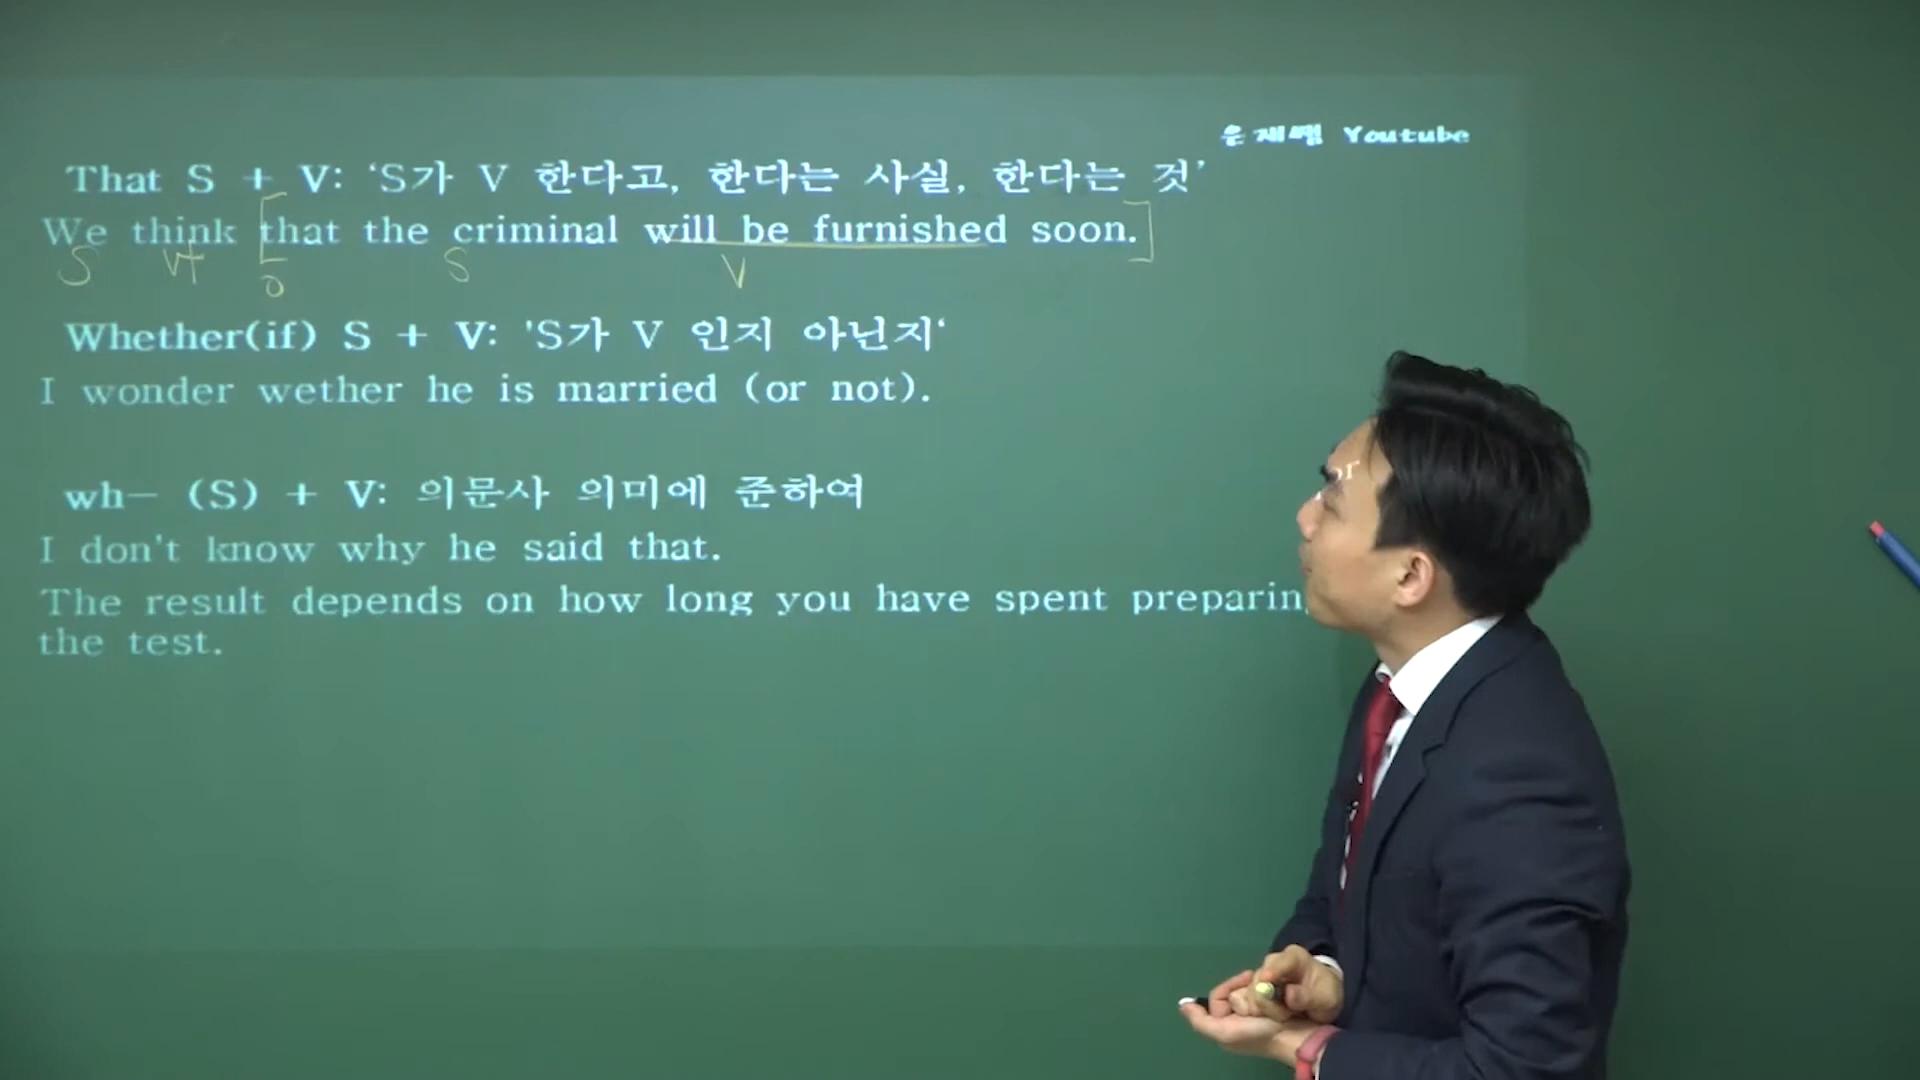 은재쌤 Youtube
That S + V: ‘S가 V 한다고, 한다는 사실, 한다는 것’
We think [that the criminal will be furnished soon.]
S vt o S V
Whether(if) S + V: 'S가 V 인지 아닌지‘
I wonder wether he is married (or not).
wh- (S) + V: 의문사 의미에 준하여
I don't know why he said that.
The result depends on how long you have spent preparin
or
the test.